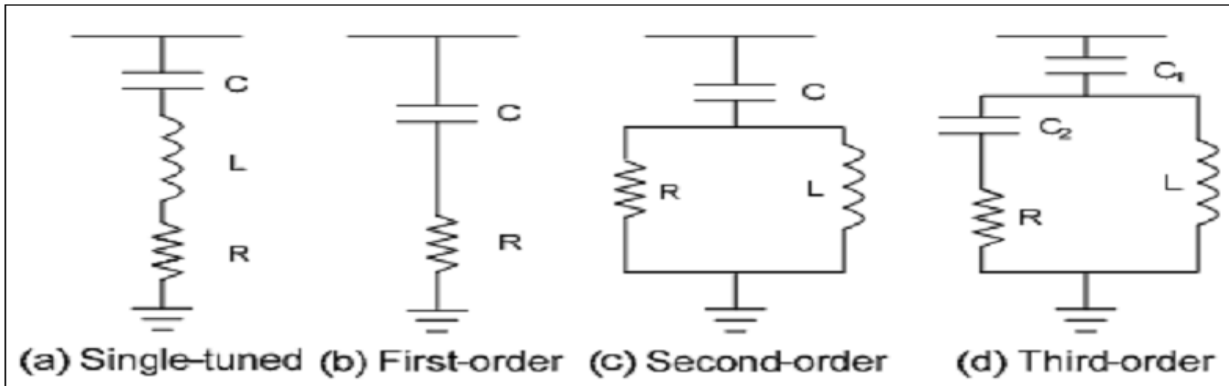 C
L
R
C
R
C
R
L
C₁
C₂
R
L
(a) Single-tuned
(b) First-order
(c) Second-order
(d) Third-order